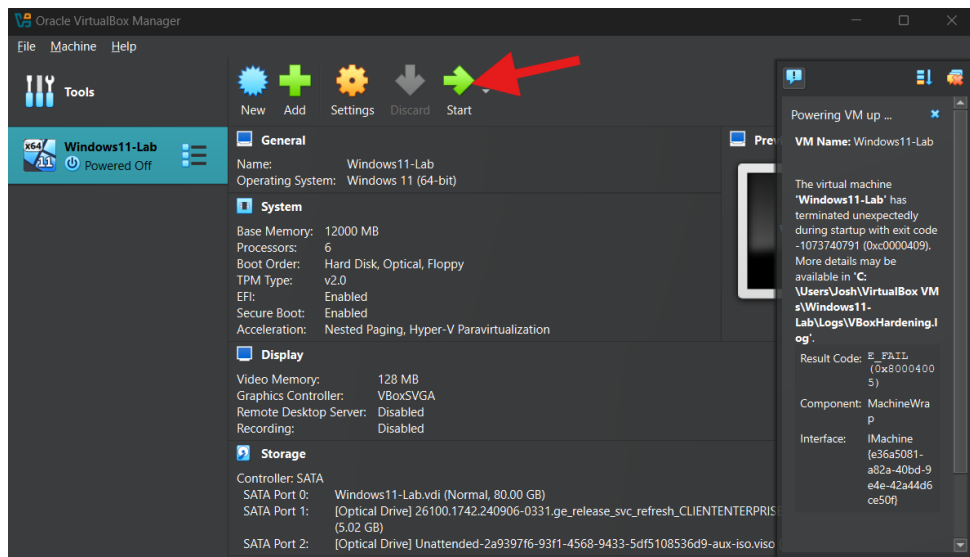 Oracle VirtualBox Manager
File Machine Help
Tools
New Add Settings Discard Start
x64
11
Windows11-Lab
Powered Off
General
Name: Windows11-Lab
Operating System: Windows 11 (64-bit)
System
Base Memory: 12000 MB
Processors: 6
Boot Order: Hard Disk, Optical, Floppy
TPM Type: v2.0
EFI: Enabled
Secure Boot: Enabled
Acceleration: Nested Paging, Hyper-V Paravirtualization
Display
Video Memory: 128 MB
Graphics Controller: VBoxSVGA
Remote Desktop Server: Disabled
Recording: Disabled
Storage
Controller: SATA
SATA Port 0: Windows11-Lab.vdi (Normal, 80.00 GB)
SATA Port 1: [Optical Drive] 26100.1742.240906-0331.ge_release_svc_refresh_CLIENTENTERPRISE
(5.02 GB)
SATA Port 2: [Optical Drive] Unattended-2a9397f6-93f1-4568-9433-5df5108536d9-aux-iso.viso
Prev
Powering VM up ...
VM Name: Windows11-Lab
The virtual machine
'Windows11-Lab' has
terminated unexpectedly
during startup with exit code
-1073740791 (0xc0000409).
More details may be
available in 'C:
\Users\Josh\VirtualBox VM
s\Windows11-
Lab\Logs\VBoxHardening.l
og'.
Result Code: E_FAIL
(0x8000400
5)
Component: MachineWra
p
Interface: IMachine
{e36a5081-
a82a-40bd-9
e4e-42a44d6
ce50f}